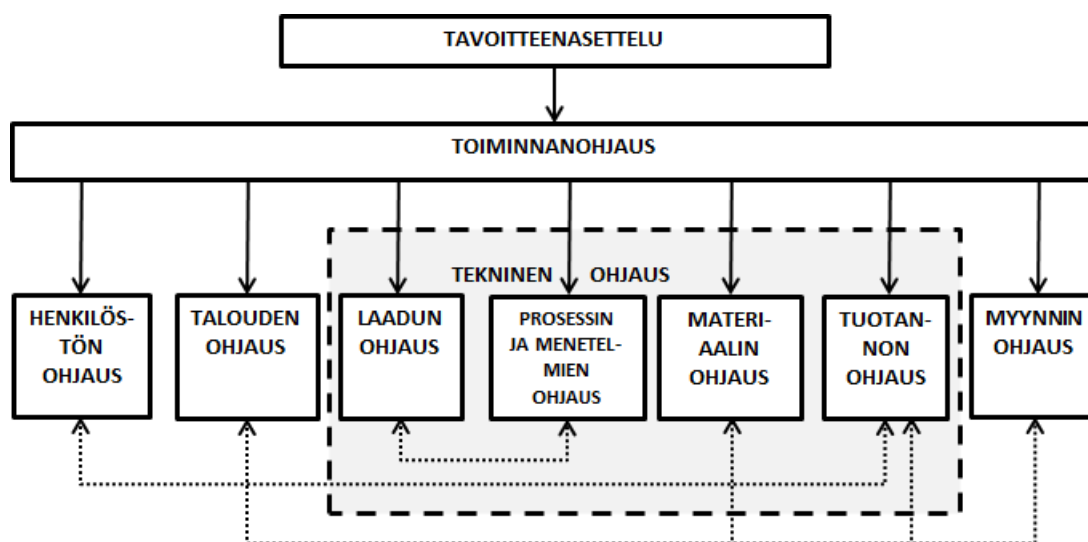 TAVOITTEENASETTELU
TOIMINNANOHJAUS
TEKNINEN OHJAUS
HENKILÖS-
TÖN
OHJAUS
TALOUDEN
OHJAUS
LAADUN
OHJAUS
PROSESSIN
JA MENETEL-
MIEN
OHJAUS
MATERI-
AALIN
OHJAUS
TUOTAN-
NON
OHJAUS
MYYNNIN
OHJAUS